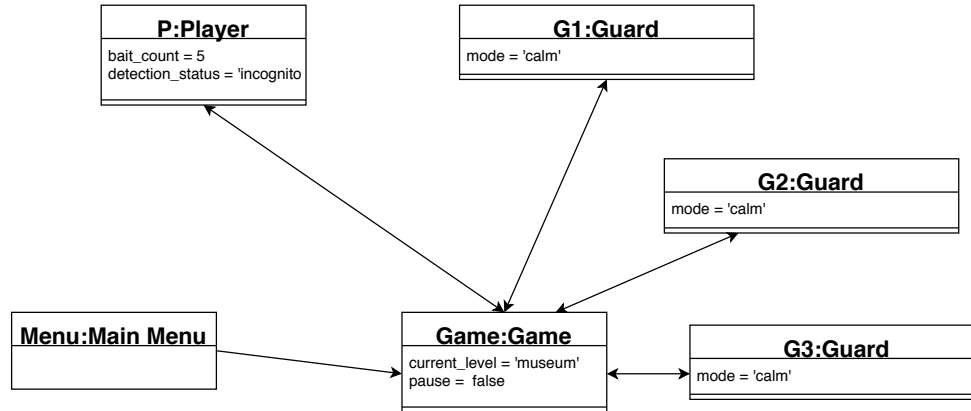 P:Player
bait_count = 5
detection_status = 'incognito
G1:Guard
mode = 'calm'
G2:Guard
mode = 'calm'
Menu:Main Menu
Game:Game
current_level = 'museum'
pause = false
G3:Guard
mode = 'calm'